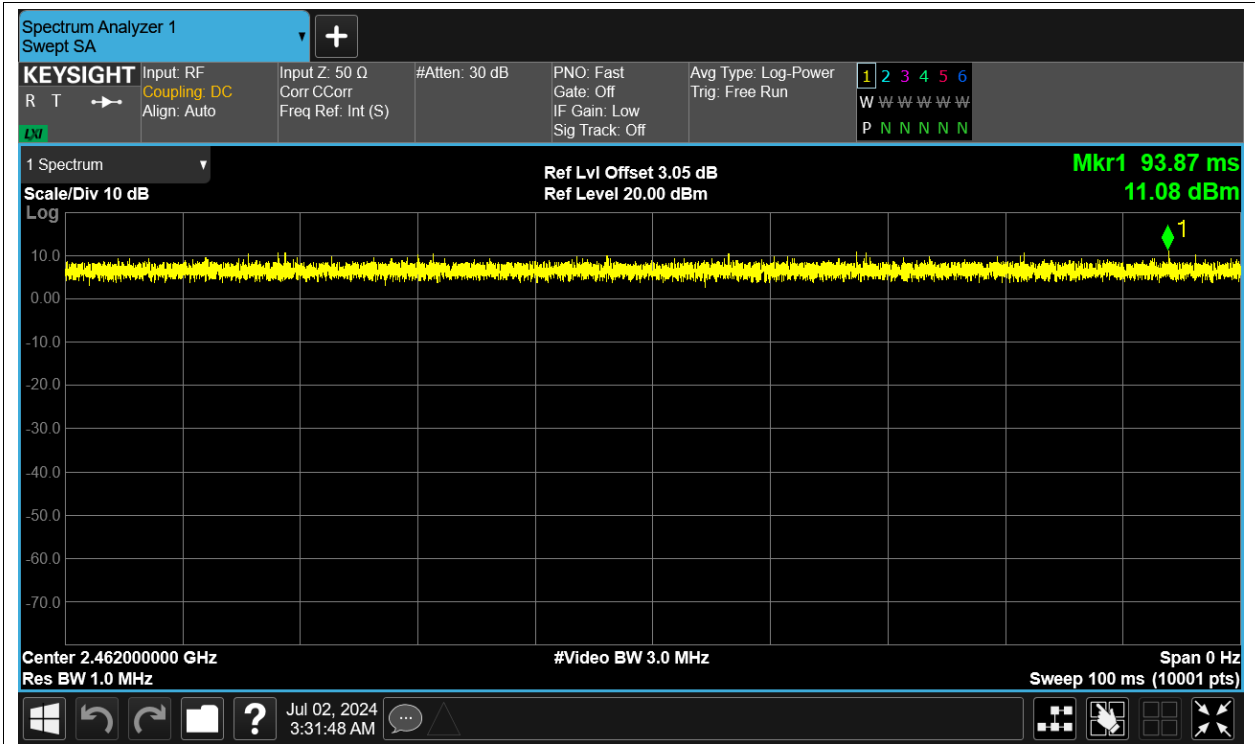 Spectrum Analyzer 1
Swept SA
KEYSIGHT
R T
LXI
Input: RF
Coupling: DC
Align: Auto
Input Z: 50 Ω
Corr CCorr
Freq Ref: Int (S)
#Atten: 30 dB
PNO: Fast
Gate: Off
IF Gain: Low
Sig Track: Off
Avg Type: Log-Power
Trig: Free Run
1 2 3 4 5 6
W W W W W W
P N N N N N
1 Spectrum
Scale/Div 10 dB
Ref Lvl Offset 3.05 dB
Ref Level 20.00 dBm
Mkr1 93.87 ms
11.08 dBm
Log
1
10.0
0.00
-10.0
-20.0
-30.0
-40.0
-50.0
-60.0
-70.0
Center 2.462000000 GHz
#Video BW 3.0 MHz
Span 0 Hz
Res BW 1.0 MHz
Sweep 100 ms (10001 pts)
?
Jul 02, 2024
3:31:48 AM